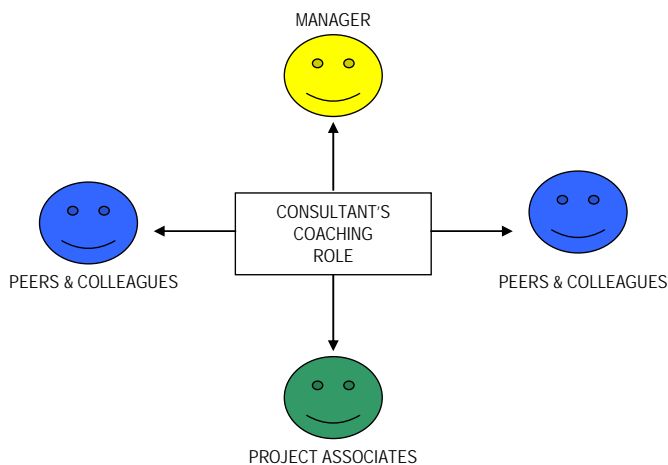 MANAGER
CONSULTANT'S
COACHING
ROLE
PEERS & COLLEAGUES
PEERS & COLLEAGUES
PROJECT ASSOCIATES